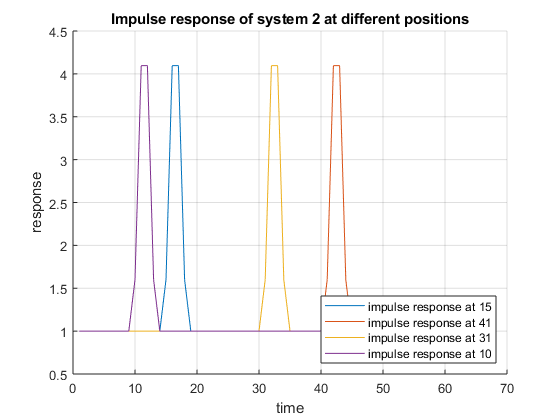 Impulse response of system 2 at different positions
4.5
4
3.5
3
2.5
2
1.5
1
0.5
response
impulse response at 15
impulse response at 41
impulse response at 31
impulse response at 10
0 10 20 30 40 50 60 70
time